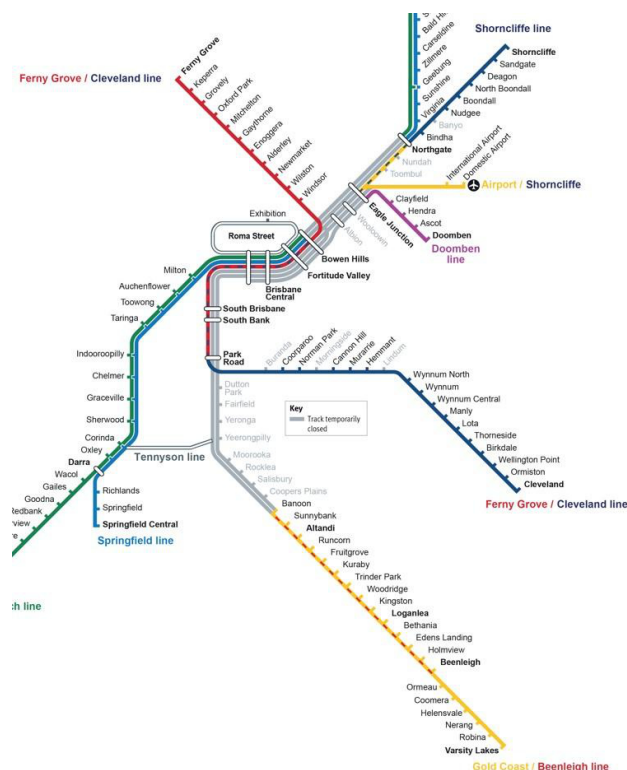 Shorncliffe line
Bald Hi
Carseldine
Zillmere
Geebung
Sunshine
Virginia
Shorncliffe
Sandgate
Deagon
North Boondall
Boondall
Nudgee
Banyo
Bindha
Northgate
Nundah
Toombul
Ferny Grove / Cleveland line
Ferny Grove
Keperra
Grovely
Oxford Park
Mitchelton
Gaythorne
Enoggera
Alderley
Newmarket
Wilston
Windsor
International Airport
Domestic Airport
Airport / Shorncliffe
Eagle Junction
Clayfield
Hendra
Ascot
Doomben
Doomben
line
Wooloowin
Albion
Exhibition
Roma Street
Bowen Hills
Fortitude Valley
Brisbane
Central
Milton
Auchenflower
Toowong
Taringa
Indooroopilly
Chelmer
Graceville
Sherwood
Corinda
Oxley
Darra
Wacol
Gailes
Goodna
Redbank
rview
re
ch line
Richlands
Springfield
Springfield Central
Springfield line
Tennyson line
South Brisbane
South Bank
Park
Road
Buranda
Coorparoo
Norman Park
Morningside
Cannon Hill
Murarrie
Hemmant
Lindum
Wynnum North
Wynnum
Wynnum Central
Manly
Lota
Thorneside
Birkdale
Wellington Point
Ormiston
Cleveland
Ferny Grove / Cleveland line
Key
Track temporarily
closed
Dutton
Park
Fairfield
Yeronga
Yeerongpilly
Moorooka
Rocklea
Salisbury
Coopers Plains
Banoon
Sunnybank
Altandi
Runcorn
Fruitgrove
Kuraby
Trinder Park
Woodridge
Kingston
Loganlea
Bethania
Edens Landing
Holmview
Beenleigh
Ormeau
Coomera
Helensvale
Nerang
Robina
Varsity Lakes
Gold Coast / Beenleigh line